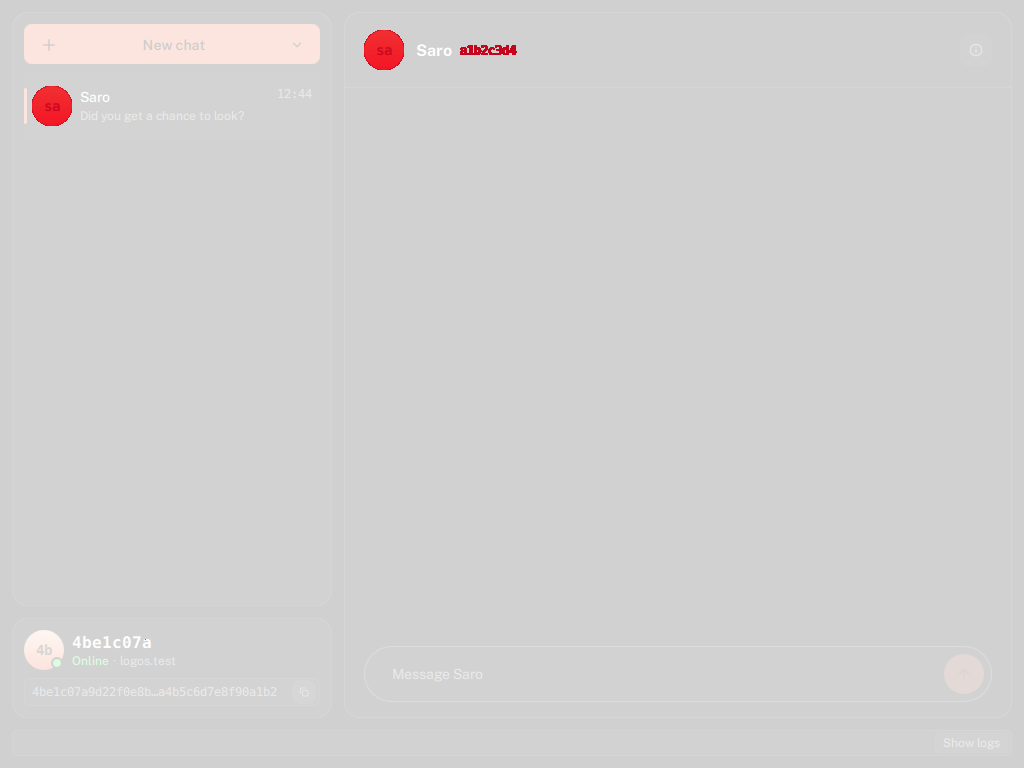 New chat
sa
Saro
12:44
Did you get a chance to look?
4b
4be1c07a
Online · logos.test
4be1c07a9d22f0e8b…a4b5c6d7e8f90a1b2
sa
Saro a1b2c3d4
Message Saro
Show logs